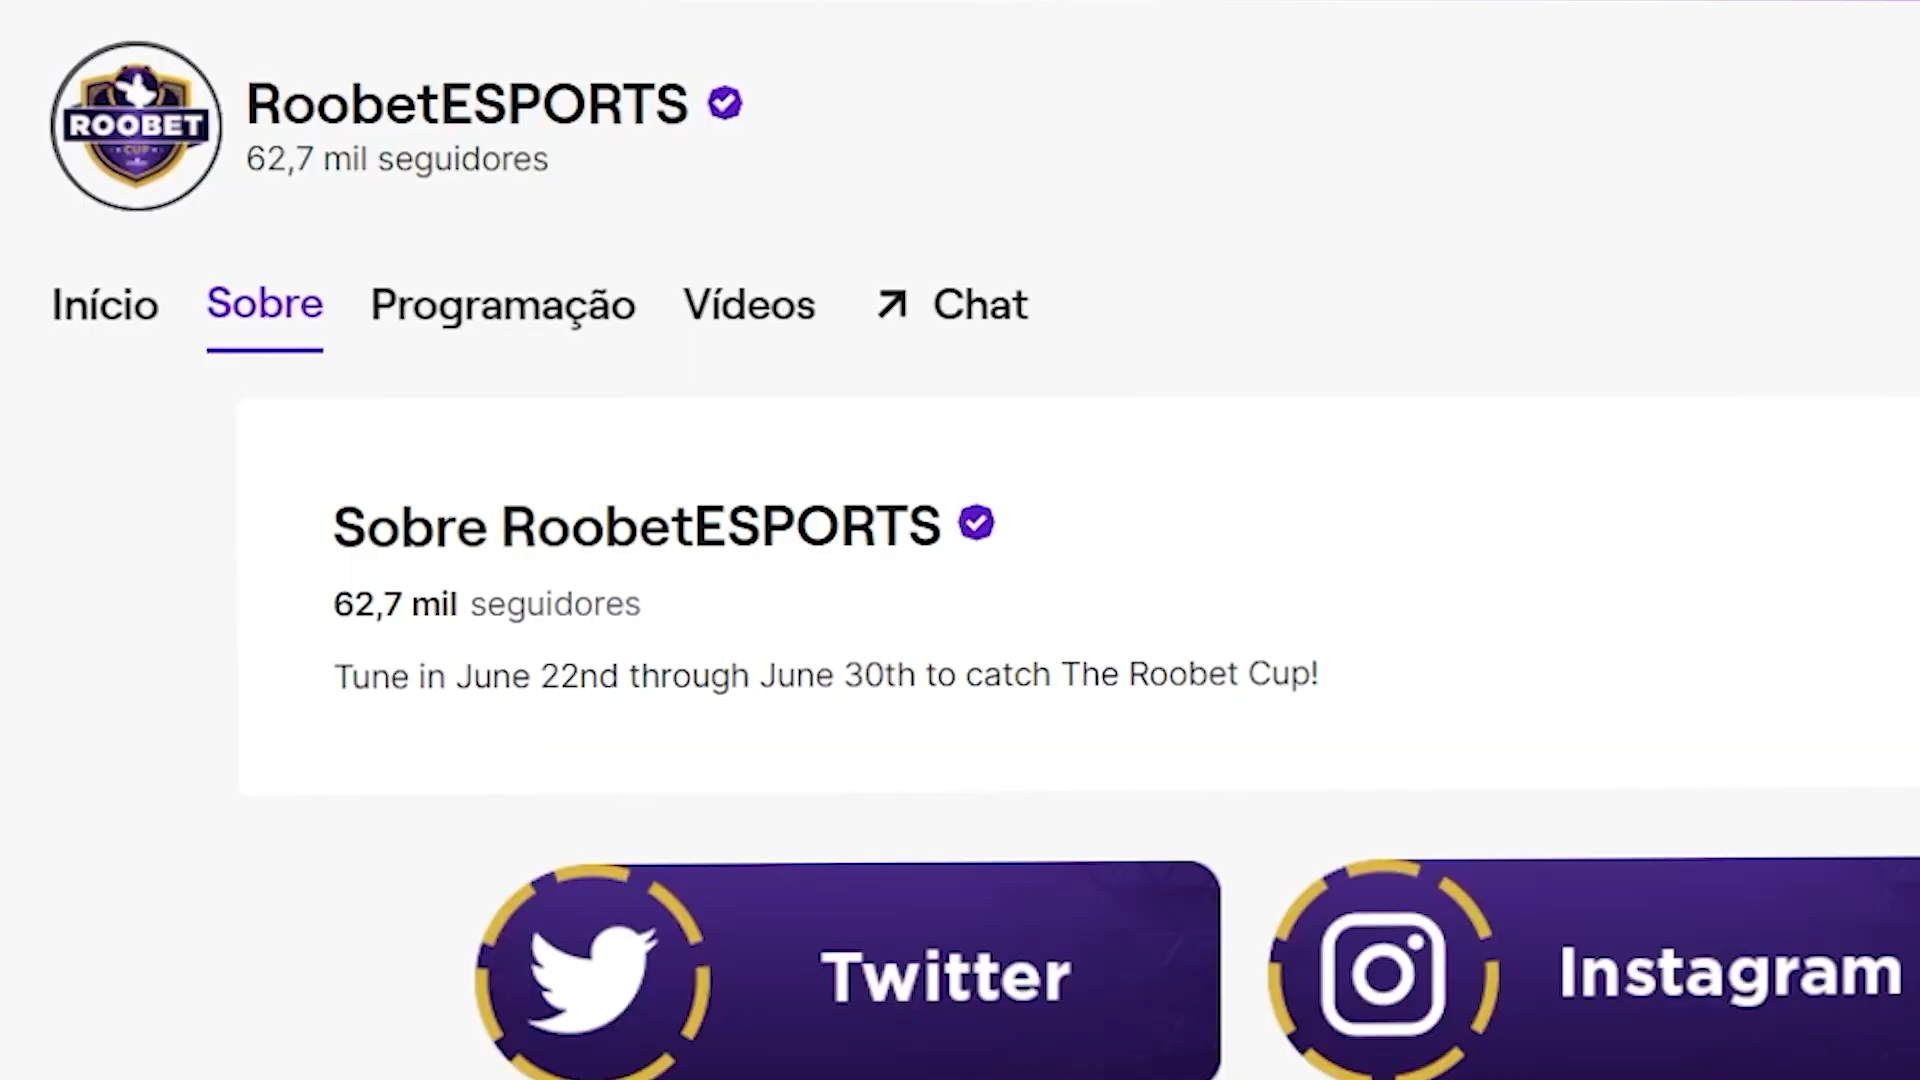 ROOBET
CUP
RoobetESPORTS
62,7 mil seguidores
Início Sobre Programação Vídeos Chat
Sobre RoobetESPORTS
62,7 mil seguidores
Tune in June 22nd through June 30th to catch The Roobet Cup!
Twitter Instagram